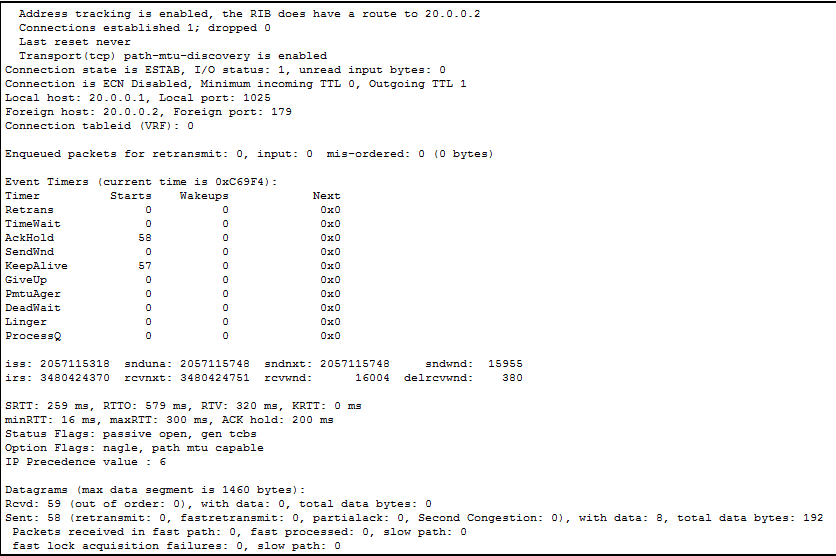 Address tracking is enabled, the RIB does have a route to 20.0.0.2
Connections established 1; dropped 0
Last reset never
Transport(tcp) path-mtu-discovery is enabled
Connection state is ESTAB, I/O status: 1, unread input bytes: 0
Connection is ECN Disabled, Minimum incoming TTL 0, Outgoing TTL 1
Local host: 20.0.0.1, Local port: 1025
Foreign host: 20.0.0.2, Foreign port: 179
Connection tableid (VRF): 0
Enqueued packets for retransmit: 0, input: 0  mis-ordered: 0 (0 bytes)
Event Timers (current time is 0xC69F4):
Timer          Starts    Wakeups            Next
Retrans             0          0             0x0
TimeWait            0          0             0x0
AckHold            58          0             0x0
SendWnd             0          0             0x0
KeepAlive          57          0             0x0
GiveUp              0          0             0x0
PmtuAger            0          0             0x0
DeadWait            0          0             0x0
Linger              0          0             0x0
ProcessQ            0          0             0x0
iss: 2057115318  snduna: 2057115748  sndnxt: 2057115748     sndwnd:  15955
irs: 3480424370  rcvnxt: 3480424751  rcvwnd:      16004  delrcvwnd:    380
SRTT: 259 ms, RTTO: 579 ms, RTV: 320 ms, KRTT: 0 ms
minRTT: 16 ms, maxRTT: 300 ms, ACK hold: 200 ms
Status Flags: passive open, gen tcbs
Option Flags: nagle, path mtu capable
IP Precedence value : 6
Datagrams (max data segment is 1460 bytes):
Rcvd: 59 (out of order: 0), with data: 0, total data bytes: 0
Sent: 58 (retransmit: 0, fastretransmit: 0, partialack: 0, Second Congestion: 0), with data: 8, total data bytes: 192
Packets received in fast path: 0, fast processed: 0, slow path: 0
fast lock acquisition failures: 0, slow path: 0